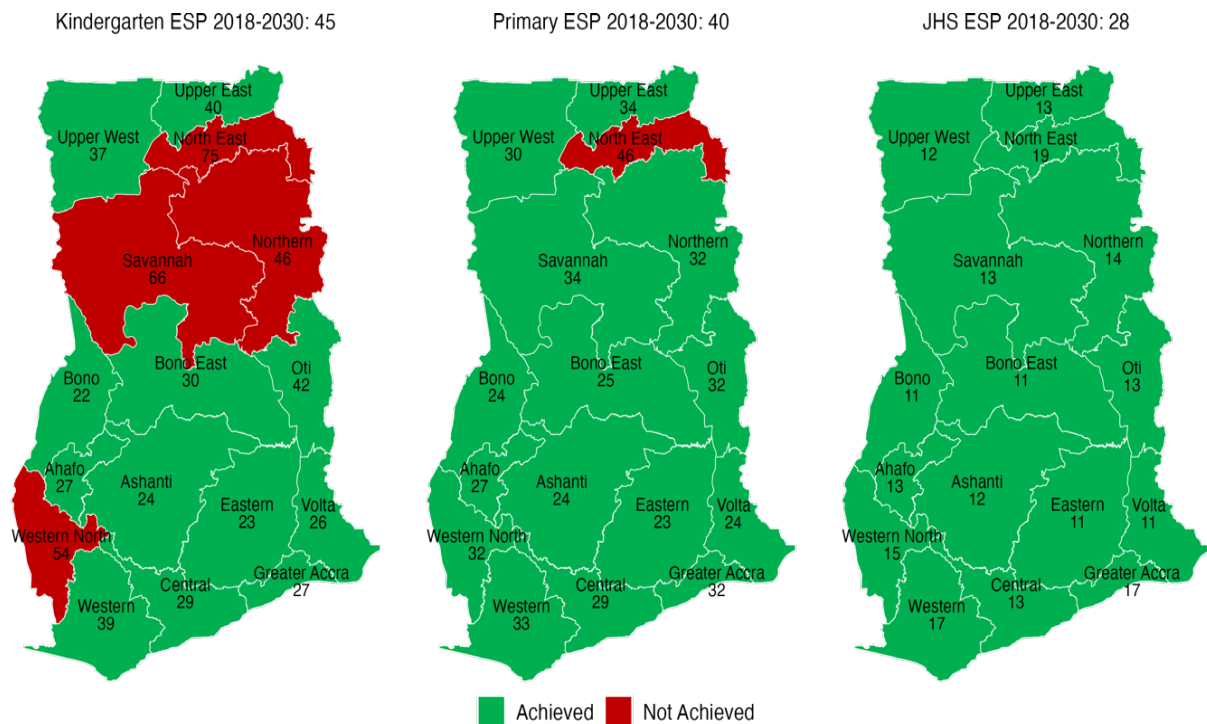 Kindergarten ESP 2018-2030: 45
Upper East
40
Upper West
37
North East
75
Northern
46
Savannah
66
Bono East
30
Oti
42
Bono
22
Ahafo
27
Ashanti
24
Eastern
23
Volta
26
Western North
54
Greater Accra
27
Central
29
Western
39
Primary ESP 2018-2030: 40
Upper East
34
Upper West
30
North East
46
Northern
32
Savannah
34
Bono East
25
Oti
32
Bono
24
Ahafo
27
Ashanti
24
Eastern
23
Volta
24
Western North
32
Greater Accra
32
Central
29
Western
33
JHS ESP 2018-2030: 28
Upper East
13
Upper West
12
North East
19
Northern
14
Savannah
13
Bono East
11
Oti
13
Bono
11
Ahafo
13
Ashanti
12
Eastern
11
Volta
11
Western North
15
Greater Accra
17
Central
13
Western
17
Achieved
Not Achieved